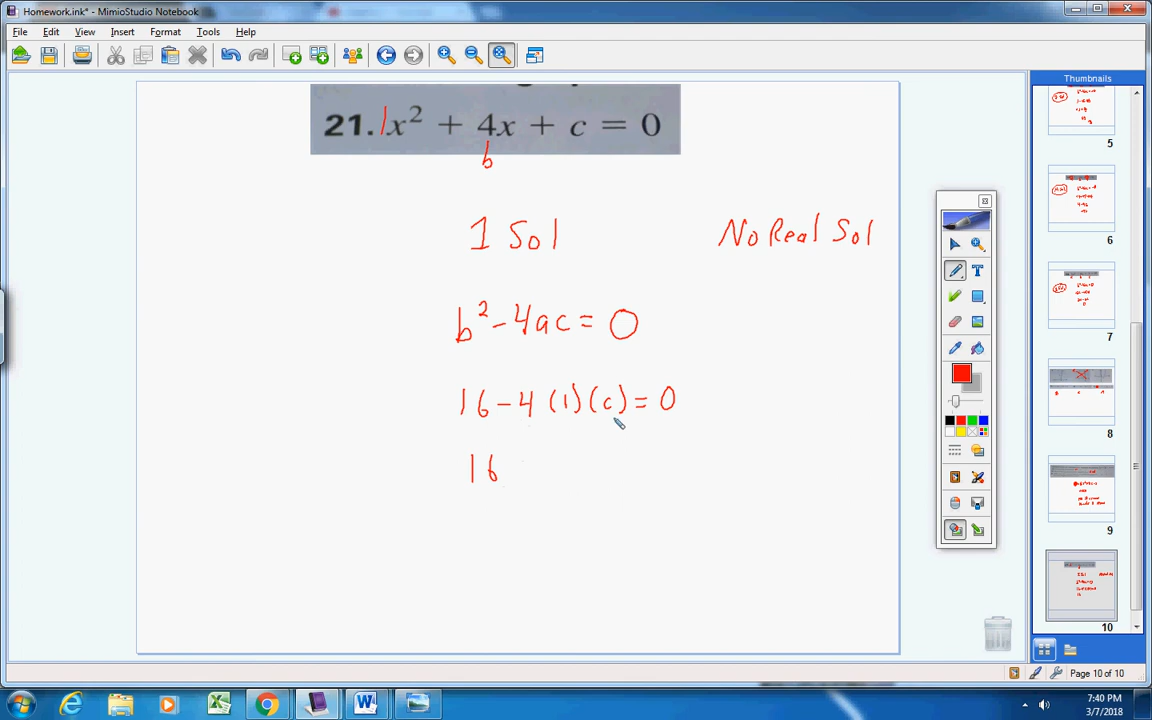 Homework.ink* - MimioStudio Notebook
File Edit View Insert Format Tools Help
Thumbnails
21. 1x² + 4x + c = 0
b
1 Sol
No Real Sol
b² - 4ac = 0
16 - 4 (1)(c) = 0
16
5
6
7
8
9
10
Page 10 of 10
7:40 PM
3/7/2018